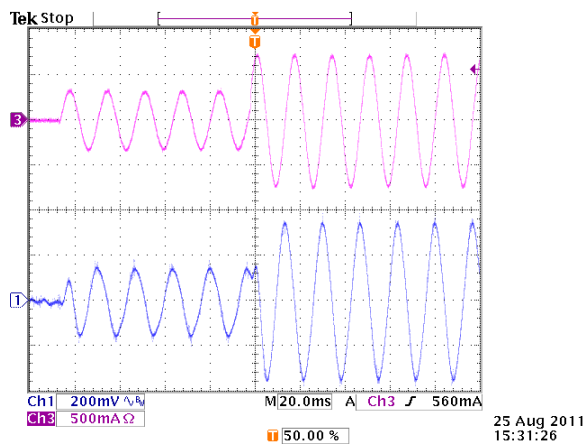 Tek Stop
T
T
3
1
Ch1 200mV ∿ BW M 20.0ms A Ch3 ƒ 560mA
Ch3 500mA Ω
T 50.00 %
25 Aug 2011
15:31:26